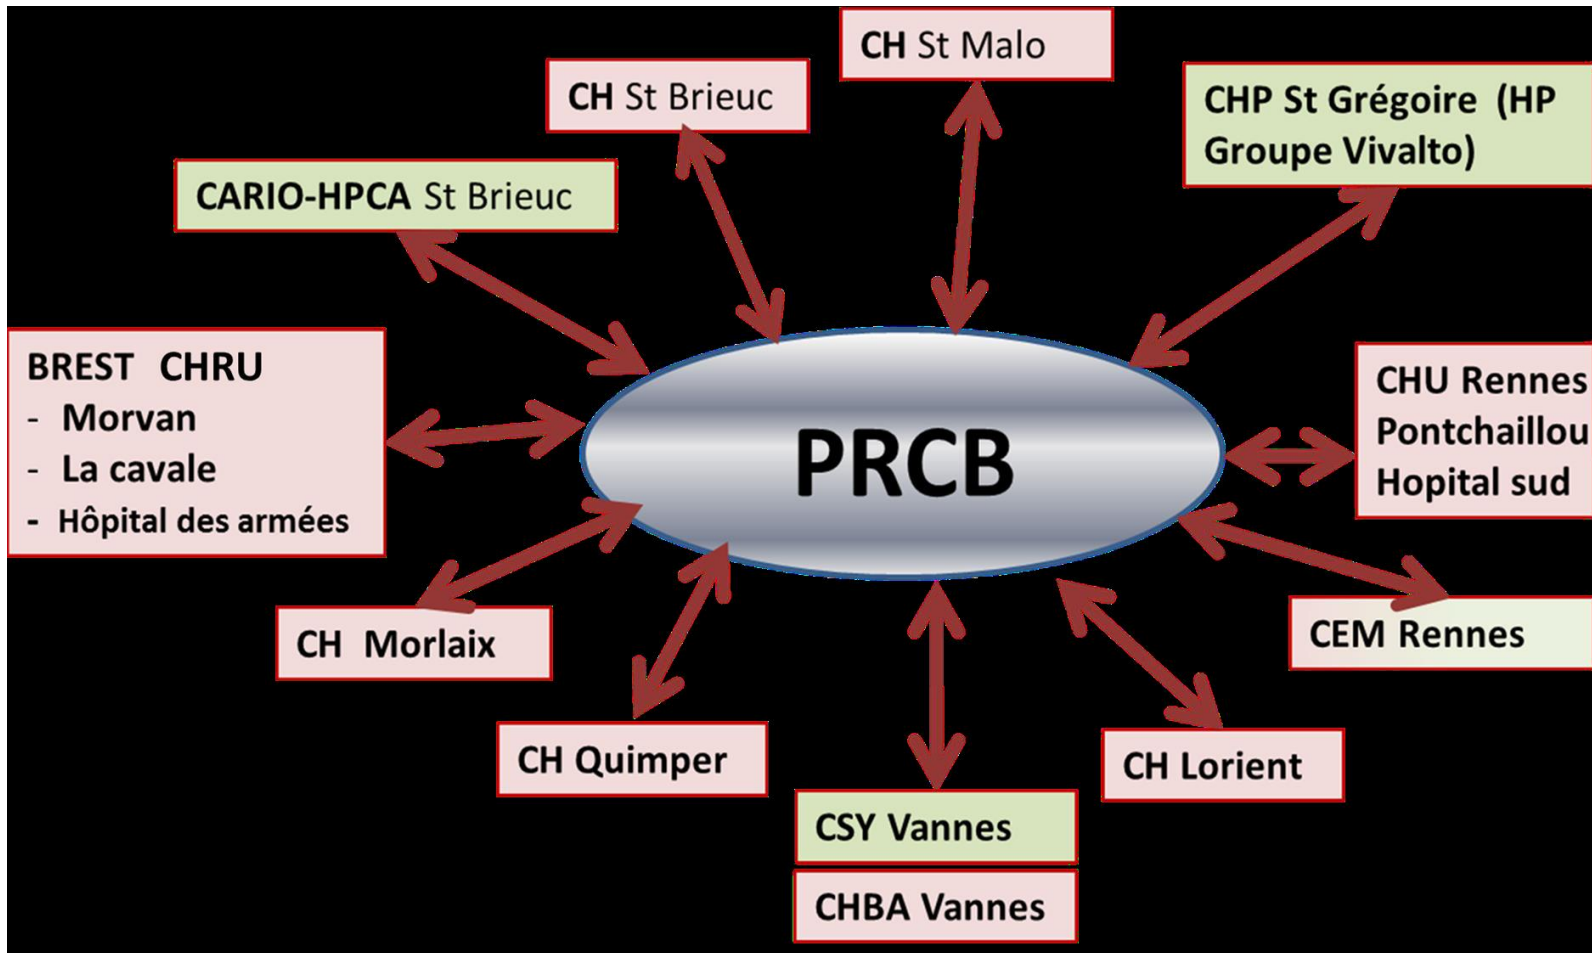 CH St Malo
CH St Brieuc
CHP St Grégoire (HP
Groupe Vivalto)
CARIO-HPCA St Brieuc
BREST CHRU
- Morvan
- La cavale
- Hôpital des armées
PRCB
CHU Rennes
Pontchaillou
Hopital sud
CH Morlaix
CEM Rennes
CH Quimper
CH Lorient
CSY Vannes
CHBA Vannes